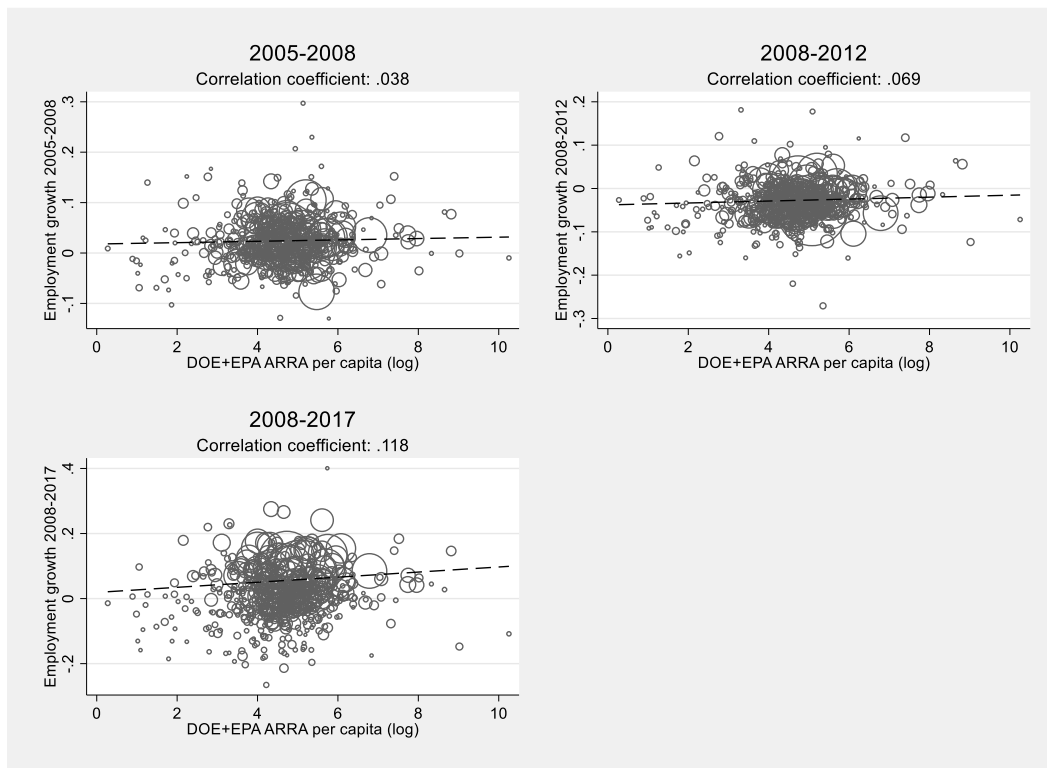 2005-2008
Correlation coefficient: .038
Employment growth 2005-2008
.3
.2
.1
0
-.1
0 2 4 6 8 10
DOE+EPA ARRA per capita (log)
2008-2012
Correlation coefficient: .069
Employment growth 2008-2012
.2
.1
0
-.1
-.2
-.3
0 2 4 6 8 10
DOE+EPA ARRA per capita (log)
2008-2017
Correlation coefficient: .118
Employment growth 2008-2017
.4
.2
0
-.2
0 2 4 6 8 10
DOE+EPA ARRA per capita (log)